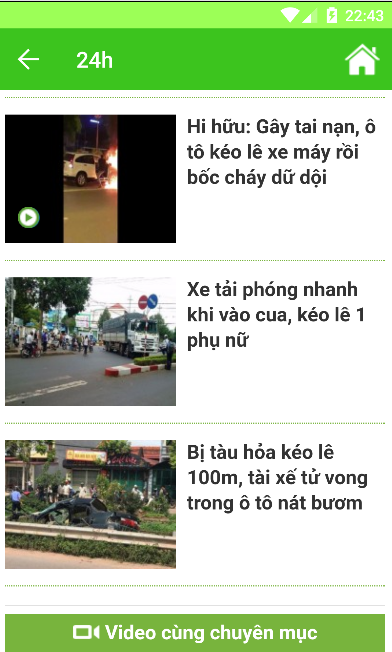 22:43
24h
Hi hữu: Gây tai nạn, ô
tô kéo lê xe máy rồi
bốc cháy dữ dội
Xe tải phóng nhanh
khi vào cua, kéo lê 1
phụ nữ
Bị tàu hỏa kéo lê
100m, tài xế tử vong
trong ô tô nát bươm
Video cùng chuyên mục